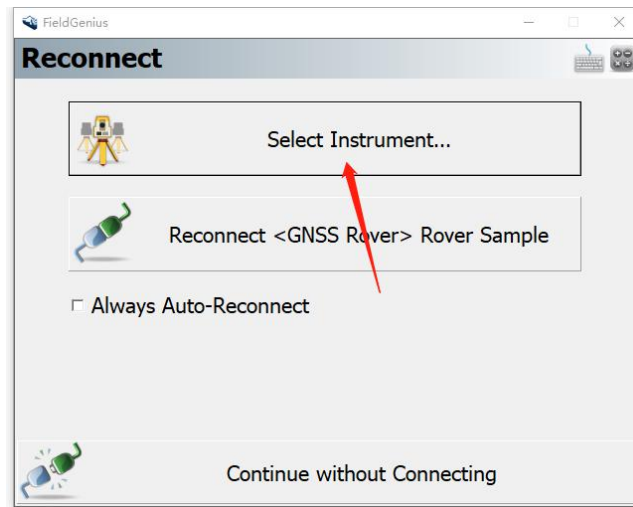 FieldGenius
Reconnect
Select Instrument...
Reconnect <GNSS Rover> Rover Sample
Always Auto-Reconnect
Continue without Connecting